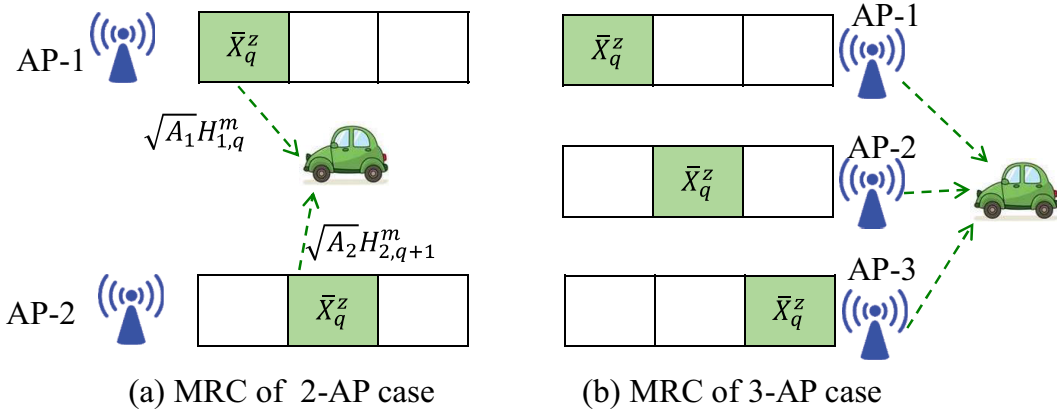 AP-1
X̄_q^z
√A₁ H_{1,q}^m
√A₂ H_{2,q+1}^m
AP-2
X̄_q^z
(a) MRC of 2-AP case
AP-1
X̄_q^z
AP-2
X̄_q^z
AP-3
X̄_q^z
(b) MRC of 3-AP case